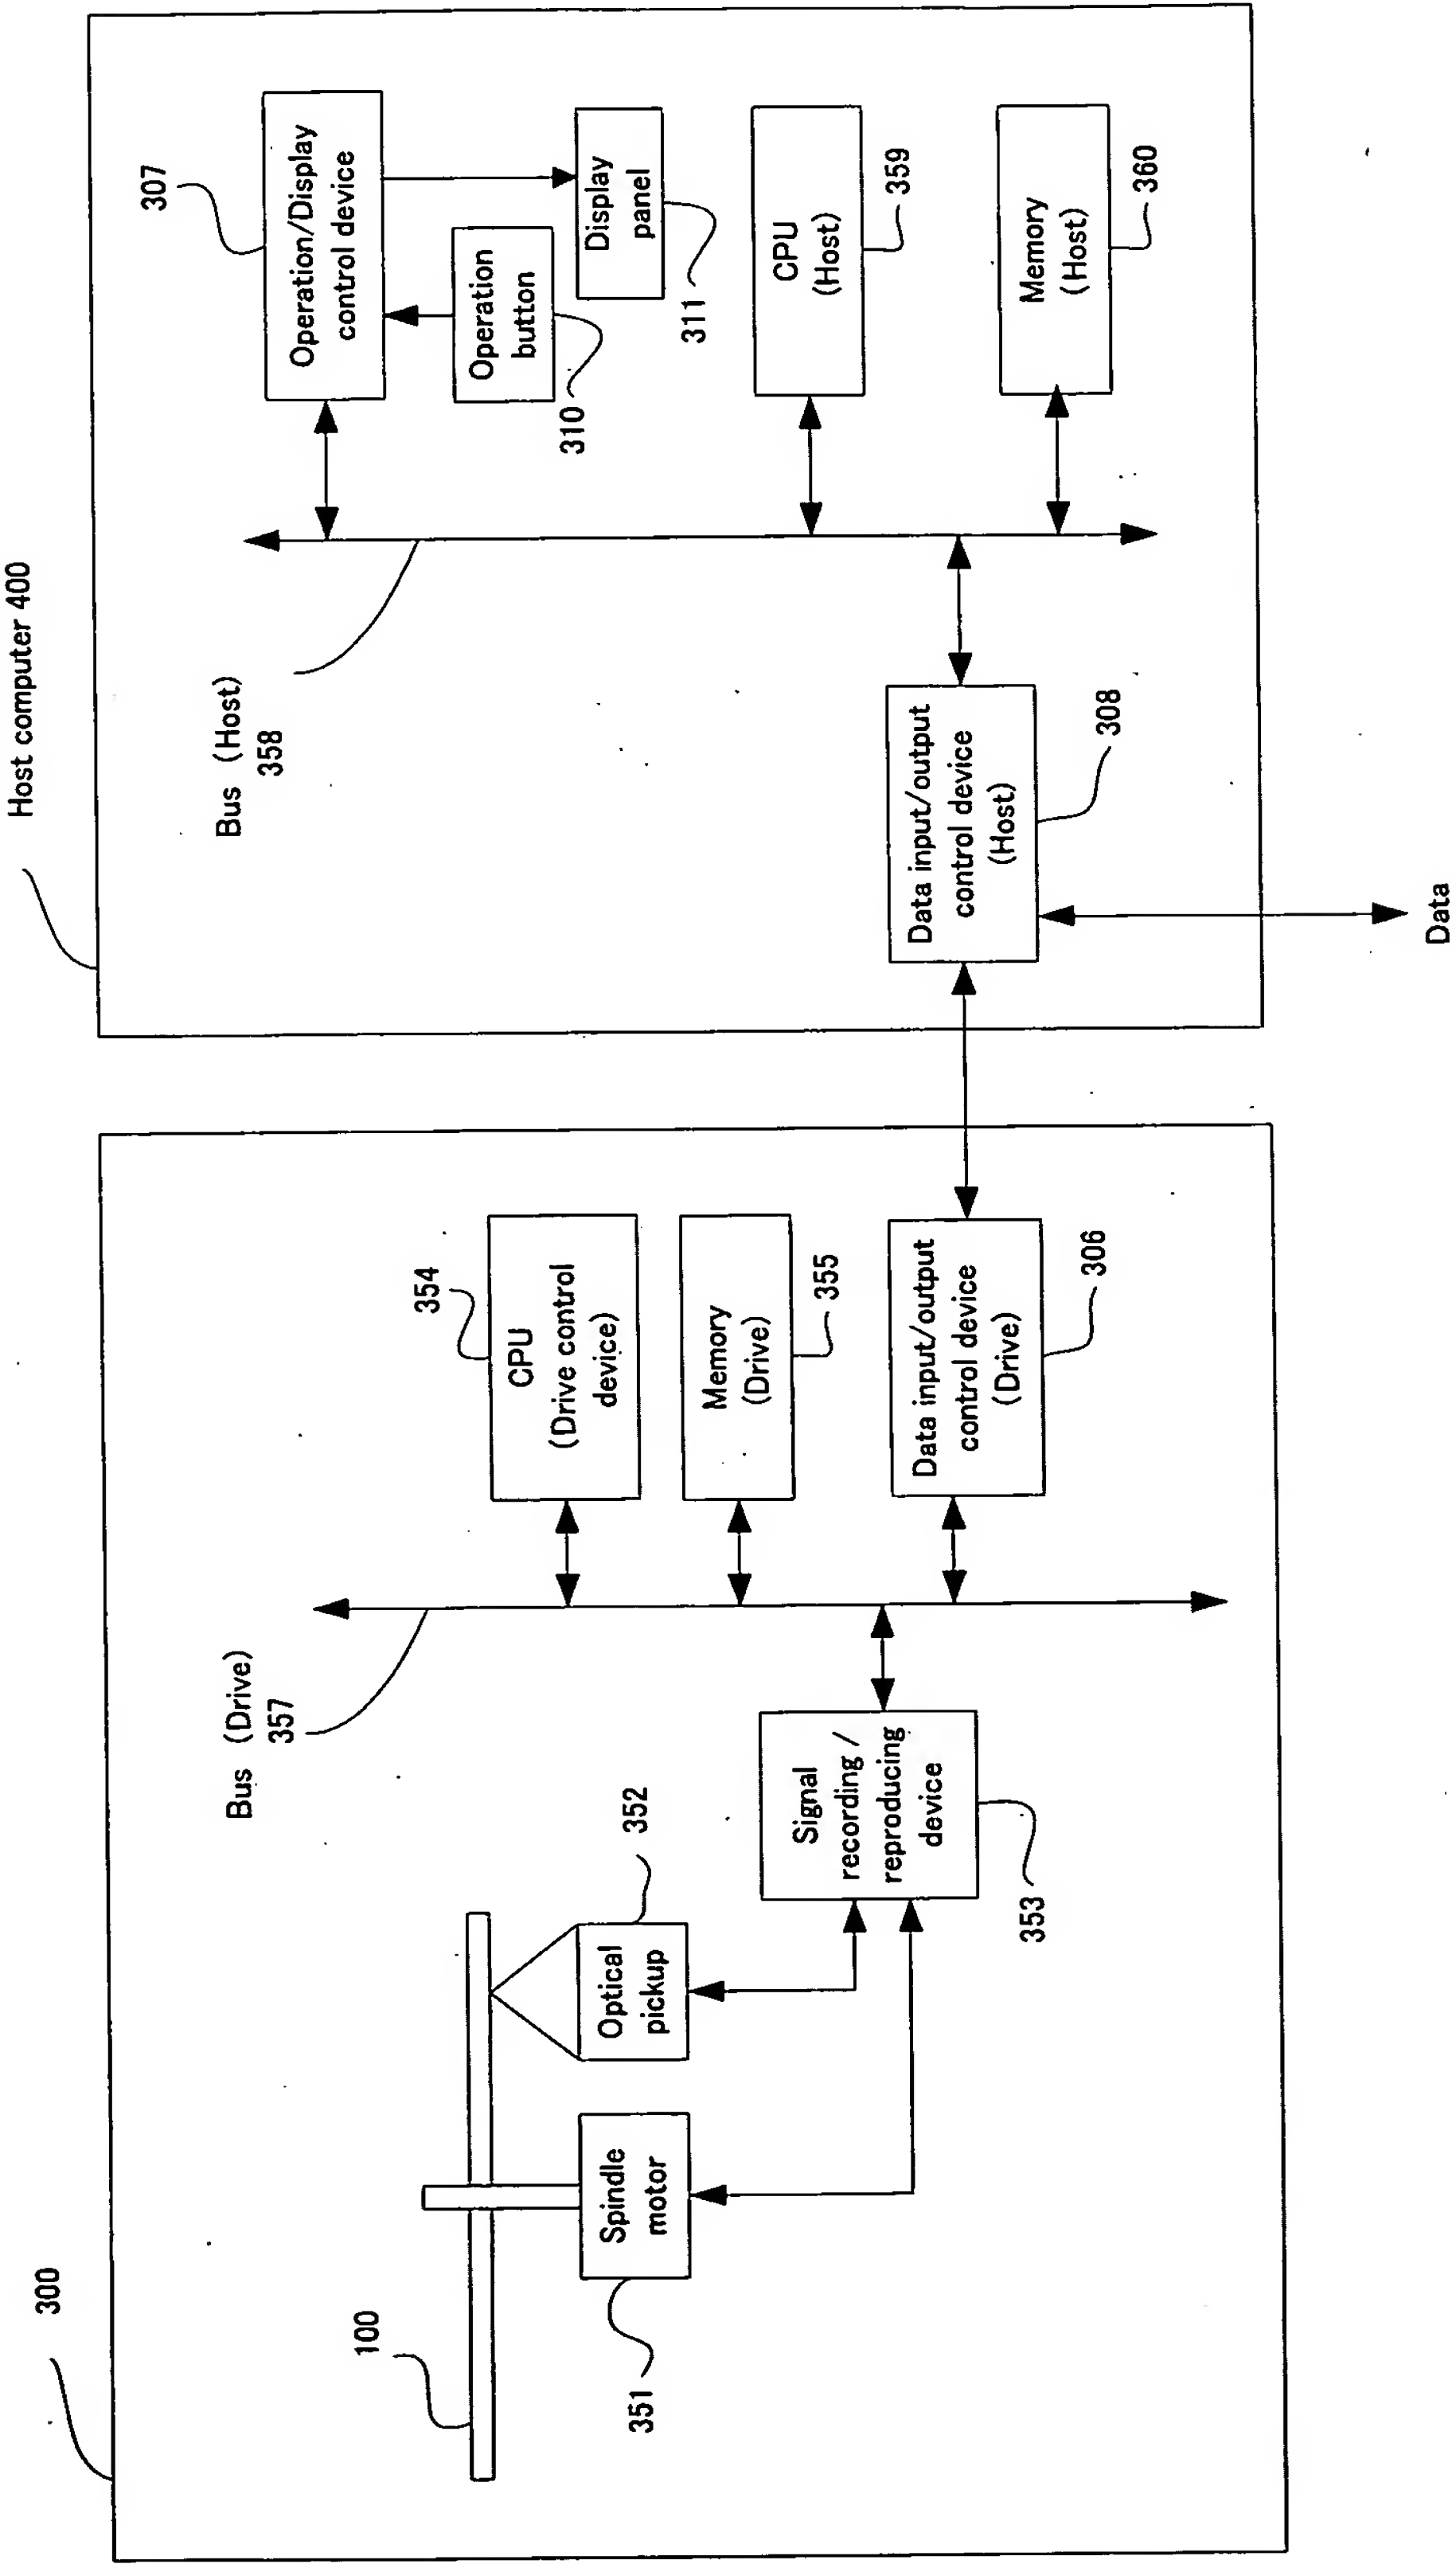 300
100
351
Spindle
motor
Optical
pickup
352
Bus (Drive)
357
Signal
recording /
reproducing
device
353
354
CPU
(Drive control
device)
Memory
(Drive)
355
Data input/output
control device
(Drive)
306
Host computer 400
Bus (Host)
358
307
Operation/Display
control device
Operation
button
310
Display
panel
311
CPU
(Host)
359
Memory
(Host)
360
Data input/output
control device
(Host)
308
Data